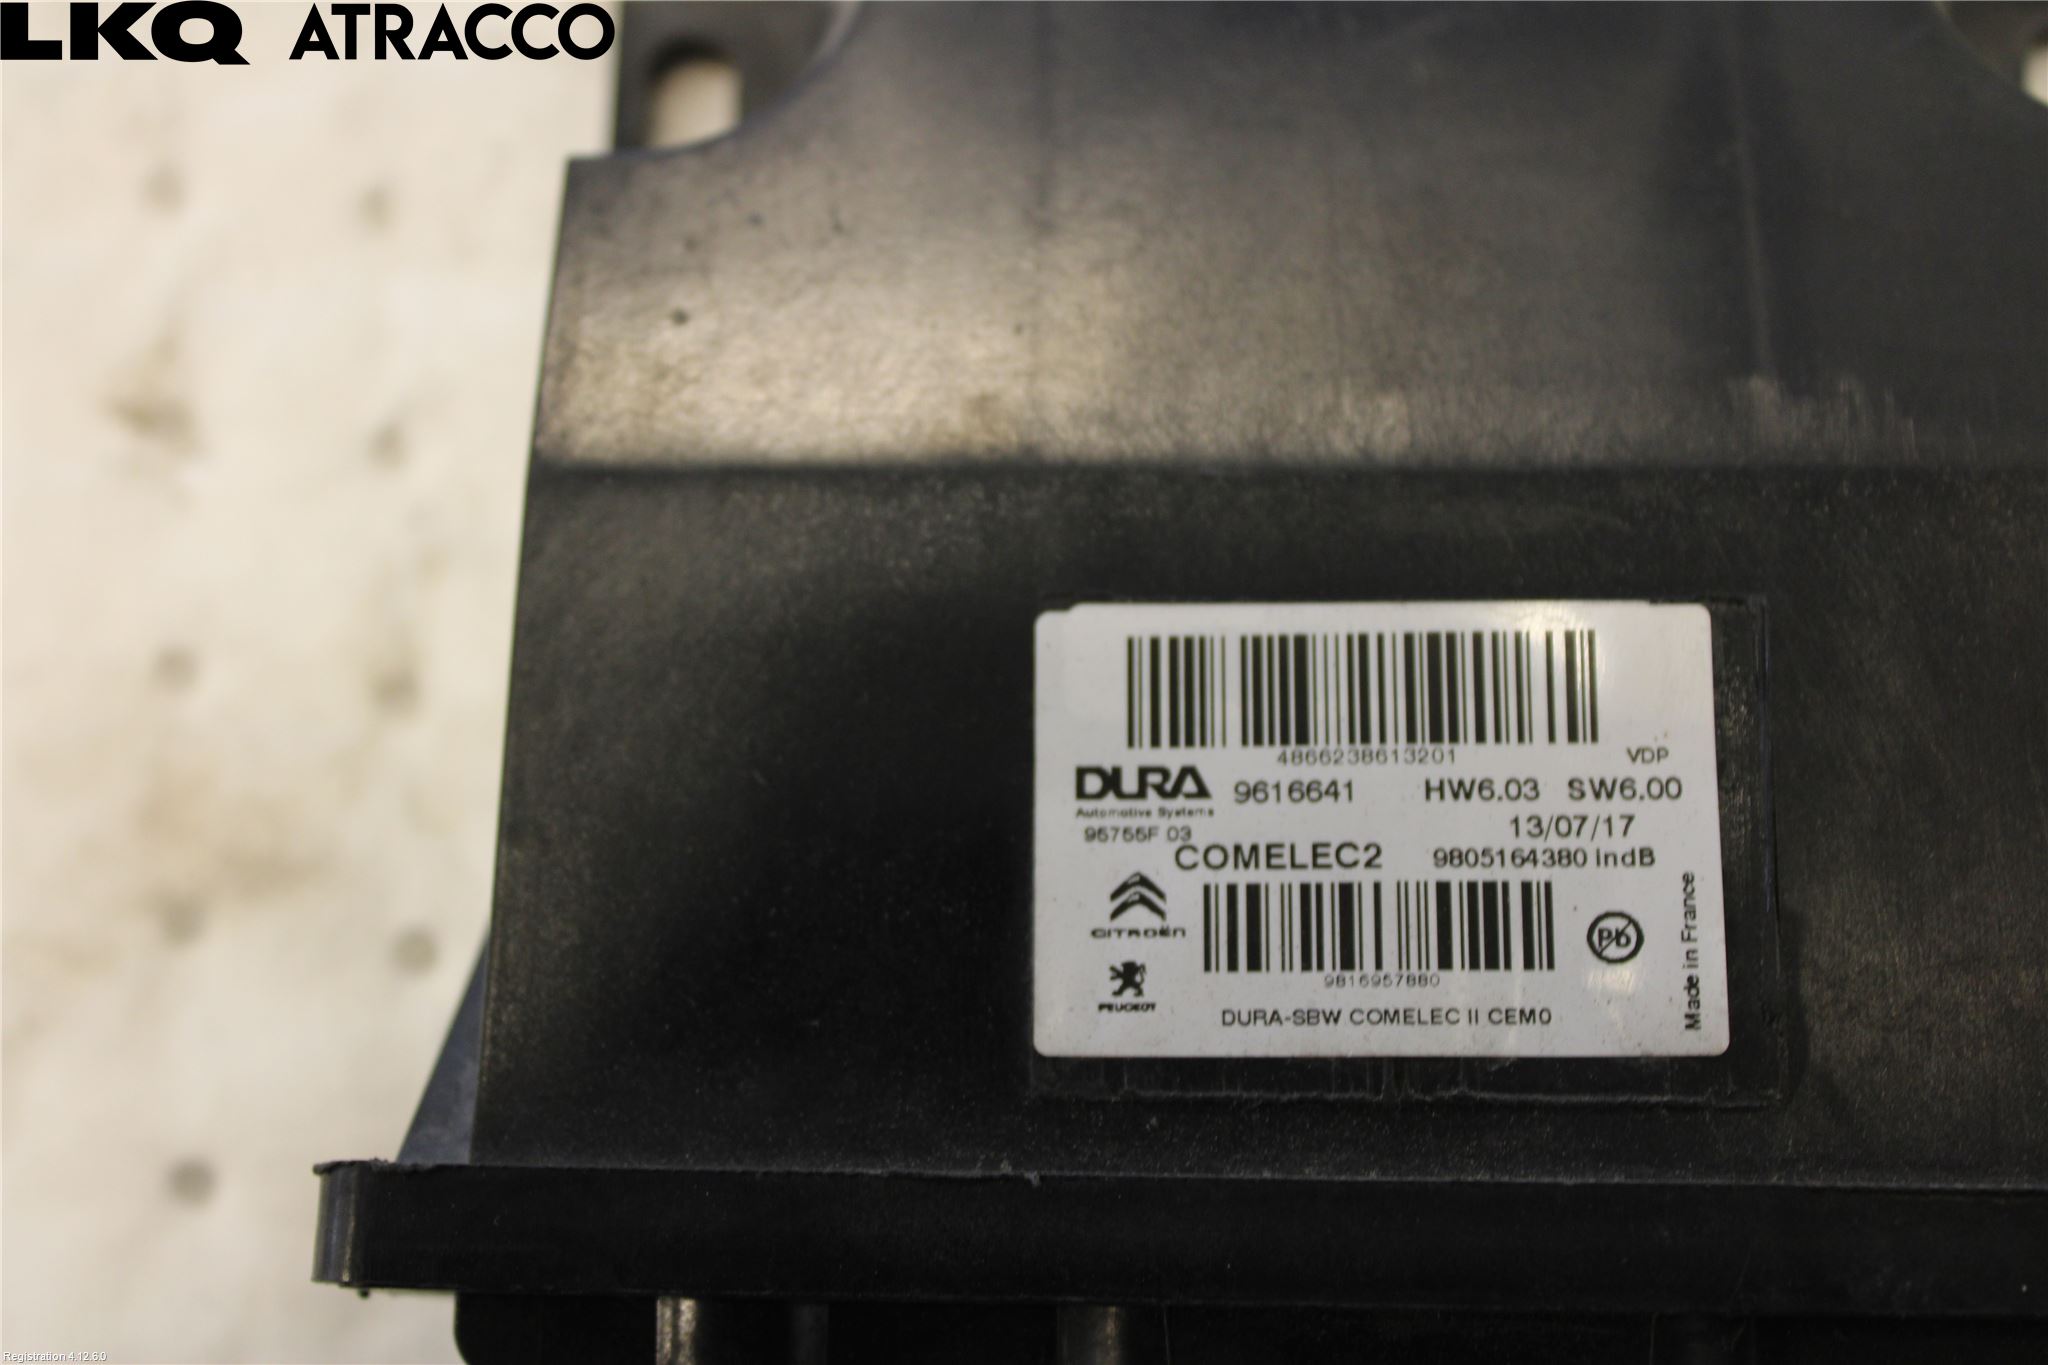 LKQ ATRACCO
4866238613201
VDP
DURA 9616641 HW6.03 SW6.00
Automotive Systems
95755F 03
13/07/17
COMELEC2 9805164380 indB
CITROËN
Pb
9816957880
PEUGEOT
DURA-SBW COMELEC II CEM0
Made in France
Registration 4.12.6.0